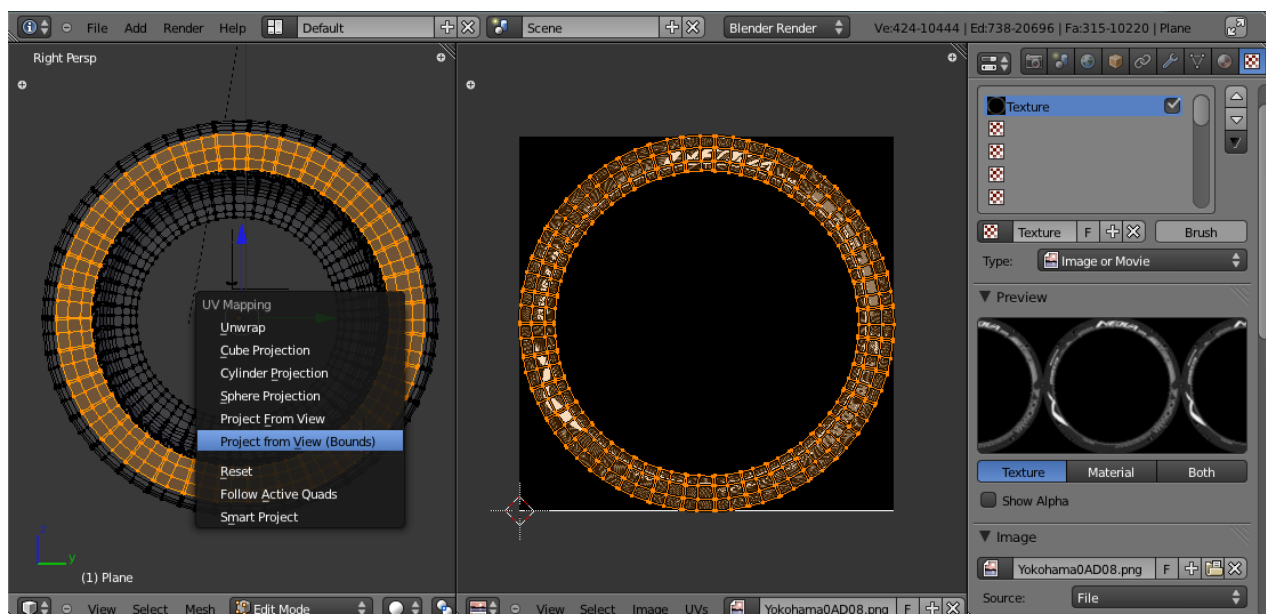 File Add Render Help Default Scene Blender Render Ve:424-10444 | Ed:738-20696 | Fa:315-10220 | Plane
Right Persp
UV Mapping
Unwrap
Cube Projection
Cylinder Projection
Sphere Projection
Project From View
Project from View (Bounds)
Reset
Follow Active Quads
Smart Project
z
y
(1) Plane
View Select Mesh Edit Mode
View Select Image UVs Yokohama0AD08.png F
Texture
Texture F Brush
Type: Image or Movie
Preview
Texture Material Both
Show Alpha
Image
Yokohama0AD08.png F
Source: File